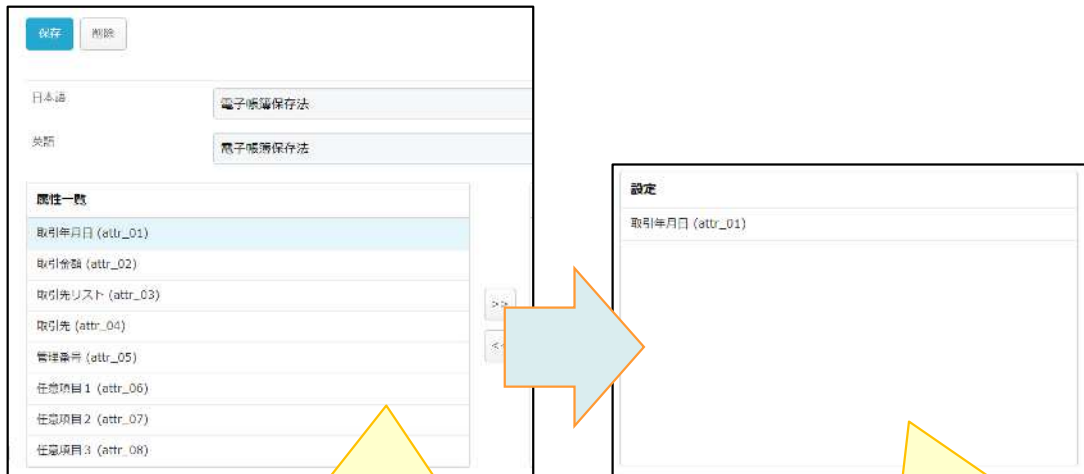 保存 削除
日本語 電子帳簿保存法
英語 電子帳簿保存法
属性一覧
取引年月日 (attr_01)
取引金額 (attr_02)
取引先リスト (attr_03)
取引先 (attr_04)
管理番号 (attr_05)
任意項目1 (attr_06)
任意項目2 (attr_07)
任意項目3 (attr_08)
>>
<<
設定
取引年月日 (attr_01)